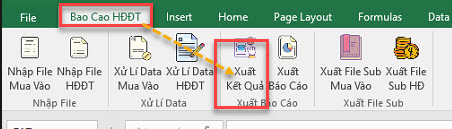 File Bao Cao HĐĐT Insert Home Page Layout Formulas
Nhập File Nhập File Xử Lí Data Xử Lí Data Xuất Xuất Xuất File Sub Xuất File Sub
Mua Vào HĐĐT Mua Vào HĐĐT Kết Quả Báo Cáo Mua Vào HĐ
Nhập File Xử Lí Data Xuất Báo Cáo Xuất File Sub